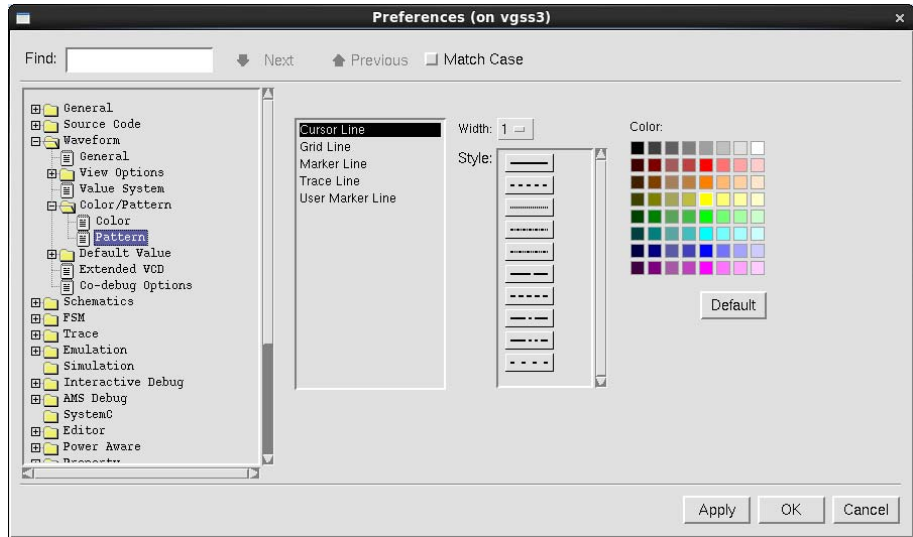 Preferences (on vgss3)
Find:
Next
Previous
Match Case
General
Source Code
Waveform
General
View Options
Value System
Color/Pattern
Color
Pattern
Default Value
Extended VCD
Co-debug Options
Schematics
FSM
Trace
Emulation
Simulation
Interactive Debug
AMS Debug
SystemC
Editor
Power Aware
Property
Cursor Line
Grid Line
Marker Line
Trace Line
User Marker Line
Width: 1
Style:
Color:
Default
Apply
OK
Cancel